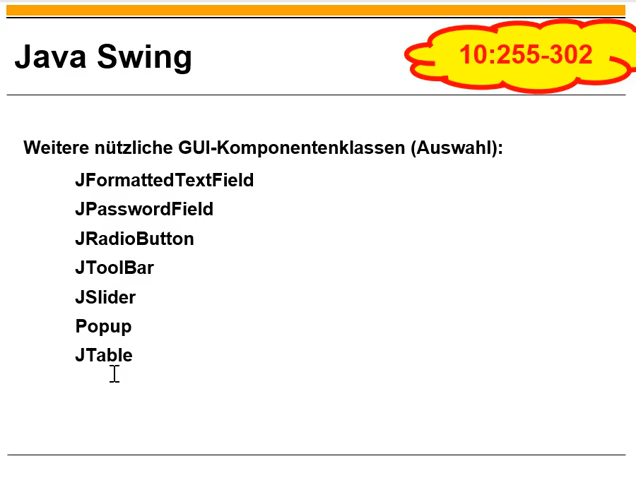 Java Swing
10:255-302
Weitere nützliche GUI-Komponentenklassen (Auswahl):
JFormattedTextField
JPasswordField
JRadioButton
JToolBar
JSlider
Popup
JTable